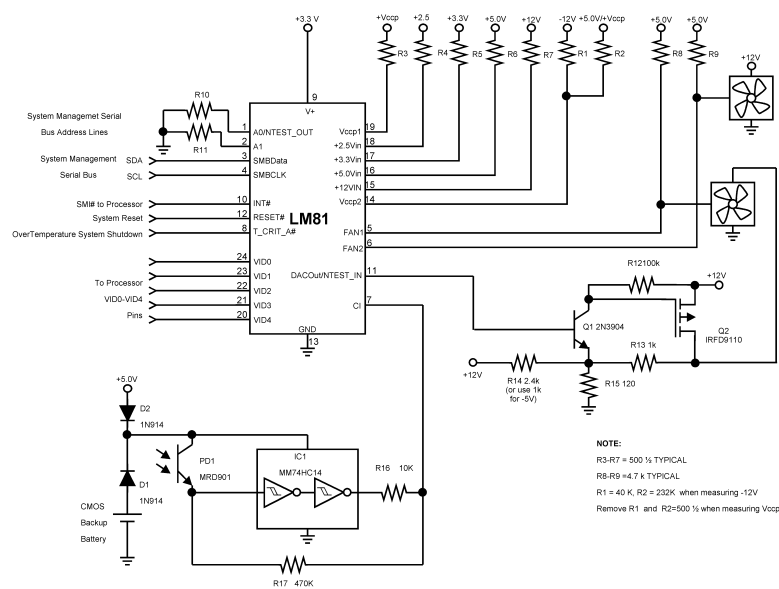 +3.3 V
+Vccp
+2.5
+3.3V
+5.0V
+12V
-12V
+5.0V/+Vccp
+5.0V
+5.0V
R3
R4
R5
R6
R7
R1
R2
R8
R9
+12V
9
V+
R10
R11
System Managemet Serial
Bus Address Lines
1
A0/NTEST_OUT
2
A1
System Management
Serial Bus
SDA
SCL
3
SMBData
4
SMBCLK
SMI# to Processor
10
INT#
System Reset
12
RESET#
OverTemperature System Shutdown
8
T_CRIT_A#
LM81
To Processor
VID0-VID4
Pins
24
VID0
23
VID1
22
VID2
21
VID3
20
VID4
Vccp1
19
+2.5Vin
18
+3.3Vin
17
+5.0Vin
16
+12VIN
15
Vccp2
14
FAN1
5
FAN2
6
DACOut/NTEST_IN
11
CI
7
GND
13
R12100k
+12V
Q1 2N3904
Q2
IRFD9110
R13 1k
+12V
R14 2.4k
(or use 1k
for -5V)
R15 120
+5.0V
D2
1N914
D1
1N914
CMOS
Backup
Battery
PD1
MRD901
IC1
MM74HC14
R16 10K
R17 470K
NOTE:
R3-R7 = 500 ½ TYPICAL
R8-R9 =4.7 k TYPICAL
R1 = 40 K, R2 = 232K when measuring -12V
Remove R1 and R2=500 ½ when measuring Vccp